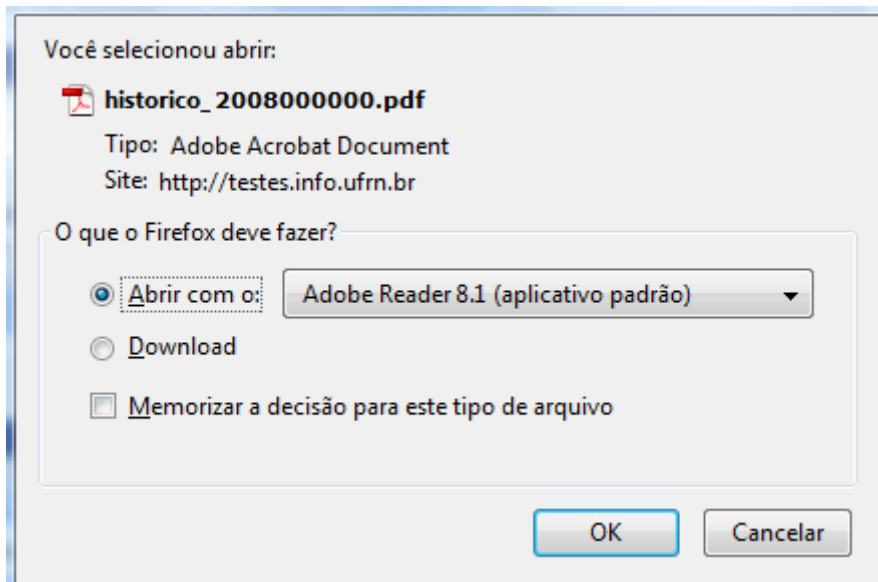 Você selecionou abrir:
historico_2008000000.pdf
Tipo: Adobe Acrobat Document
Site: http://testes.info.ufrn.br
O que o Firefox deve fazer?
Abrir com o: Adobe Reader 8.1 (aplicativo padrão)
Download
Memorizar a decisão para este tipo de arquivo
OK Cancelar